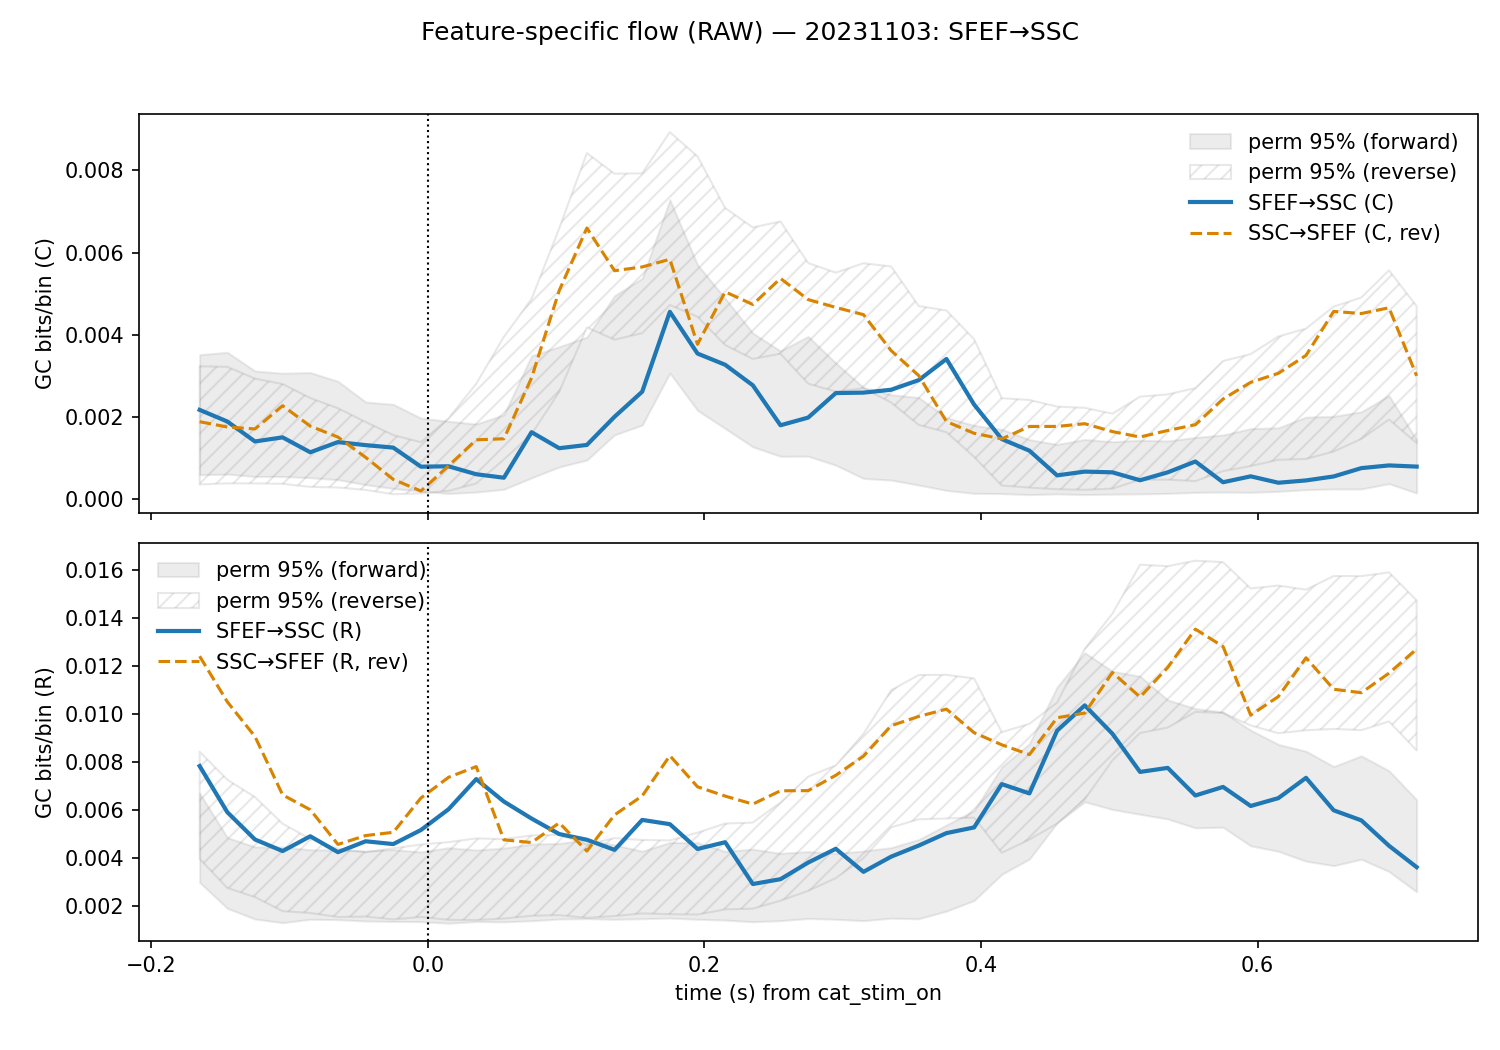 Feature-specific flow (RAW) — 20231103: SFEF→SSC
GC bits/bin (C)
0.008
0.006
0.004
0.002
0.000
perm 95% (forward)
perm 95% (reverse)
SFEF→SSC (C)
SSC→SFEF (C, rev)
GC bits/bin (R)
0.016
0.014
0.012
0.010
0.008
0.006
0.004
0.002
perm 95% (forward)
perm 95% (reverse)
SFEF→SSC (R)
SSC→SFEF (R, rev)
−0.2
0.0
0.2
0.4
0.6
time (s) from cat_stim_on